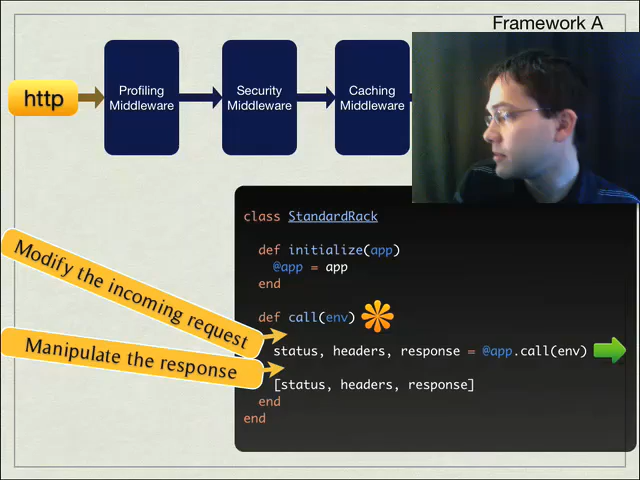 Framework A
http
Profiling
Middleware
Security
Middleware
Caching
Middleware
class StandardRack
def initialize(app)
@app = app
end
def call(env)
Modify the incoming request
status, headers, response = @app.call(env)
Manipulate the response
[status, headers, response]
end
end